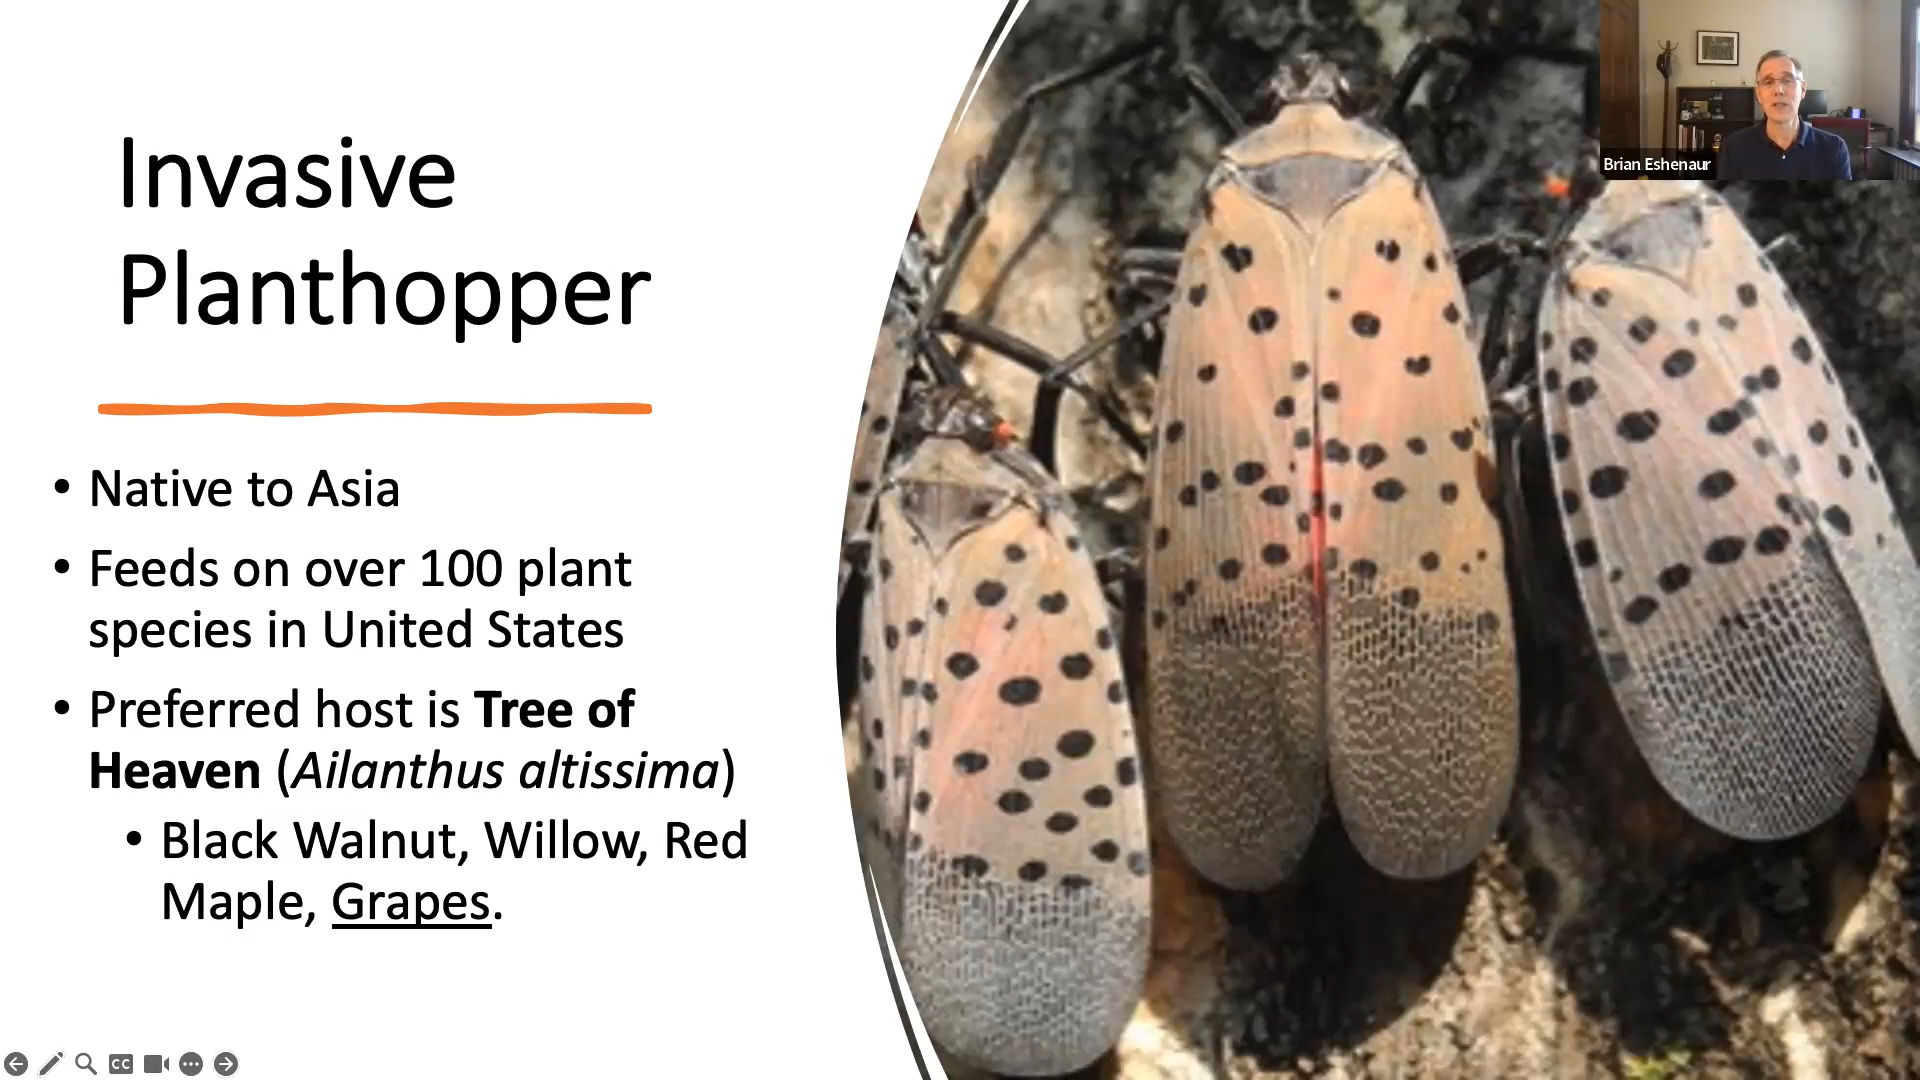 Invasive
Planthopper
• Native to Asia
• Feeds on over 100 plant
species in United States
• Preferred host is Tree of
Heaven (Ailanthus altissima)
• Black Walnut, Willow, Red
Maple, Grapes.
Brian Eshenaur
CC